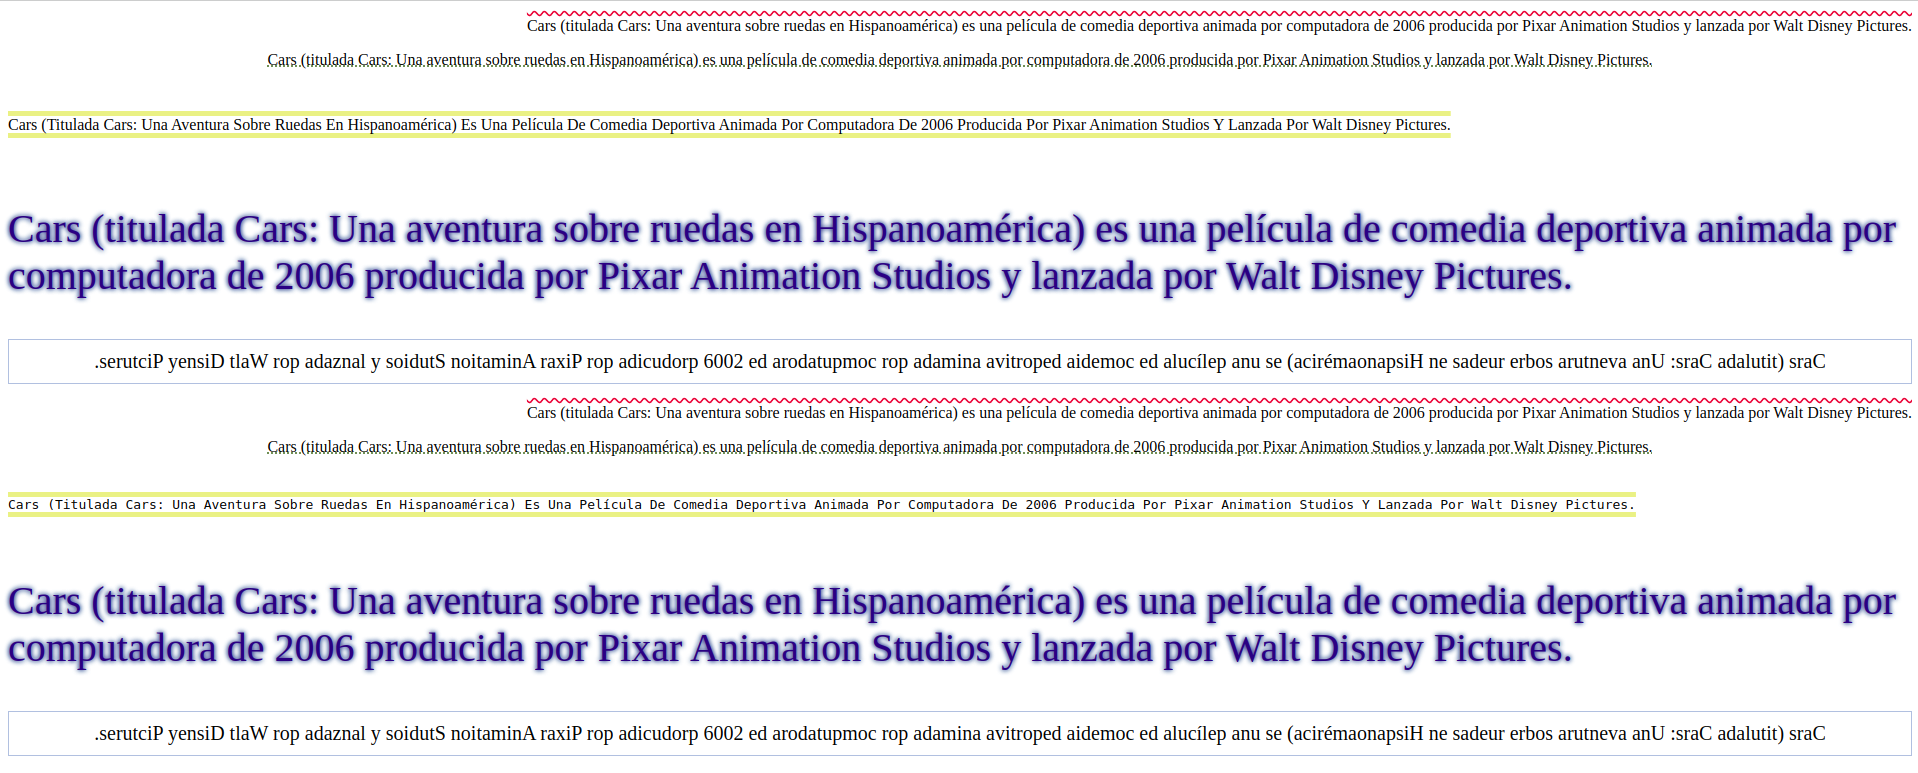 Cars (titulada Cars: Una aventura sobre ruedas en Hispanoamérica) es una película de comedia deportiva animada por computadora de 2006 producida por Pixar Animation Studios y lanzada por Walt Disney Pictures.
Cars (titulada Cars: Una aventura sobre ruedas en Hispanoamérica) es una película de comedia deportiva animada por computadora de 2006 producida por Pixar Animation Studios y lanzada por Walt Disney Pictures.
Cars (Titulada Cars: Una Aventura Sobre Ruedas En Hispanoamérica) Es Una Película De Comedia Deportiva Animada Por Computadora De 2006 Producida Por Pixar Animation Studios Y Lanzada Por Walt Disney Pictures.
Cars (titulada Cars: Una aventura sobre ruedas en Hispanoamérica) es una película de comedia deportiva animada por
computadora de 2006 producida por Pixar Animation Studios y lanzada por Walt Disney Pictures.
.serutciP yensiD tlaW rop adaznal y soidutS noitaminA raxiP rop adicudorp 6002 ed arodatupmoc rop adamina avitroped aidemoc ed alucílep anu se (acirémaonapsiH ne sadeur erbos arutneva anU :sraC adalutit) sraC
Cars (titulada Cars: Una aventura sobre ruedas en Hispanoamérica) es una película de comedia deportiva animada por computadora de 2006 producida por Pixar Animation Studios y lanzada por Walt Disney Pictures.
Cars (titulada Cars: Una aventura sobre ruedas en Hispanoamérica) es una película de comedia deportiva animada por computadora de 2006 producida por Pixar Animation Studios y lanzada por Walt Disney Pictures.
Cars (Titulada Cars: Una Aventura Sobre Ruedas En Hispanoamérica) Es Una Película De Comedia Deportiva Animada Por Computadora De 2006 Producida Por Pixar Animation Studios Y Lanzada Por Walt Disney Pictures.
Cars (titulada Cars: Una aventura sobre ruedas en Hispanoamérica) es una película de comedia deportiva animada por
computadora de 2006 producida por Pixar Animation Studios y lanzada por Walt Disney Pictures.
.serutciP yensiD tlaW rop adaznal y soidutS noitaminA raxiP rop adicudorp 6002 ed arodatupmoc rop adamina avitroped aidemoc ed alucílep anu se (acirémaonapsiH ne sadeur erbos arutneva anU :sraC adalutit) sraC